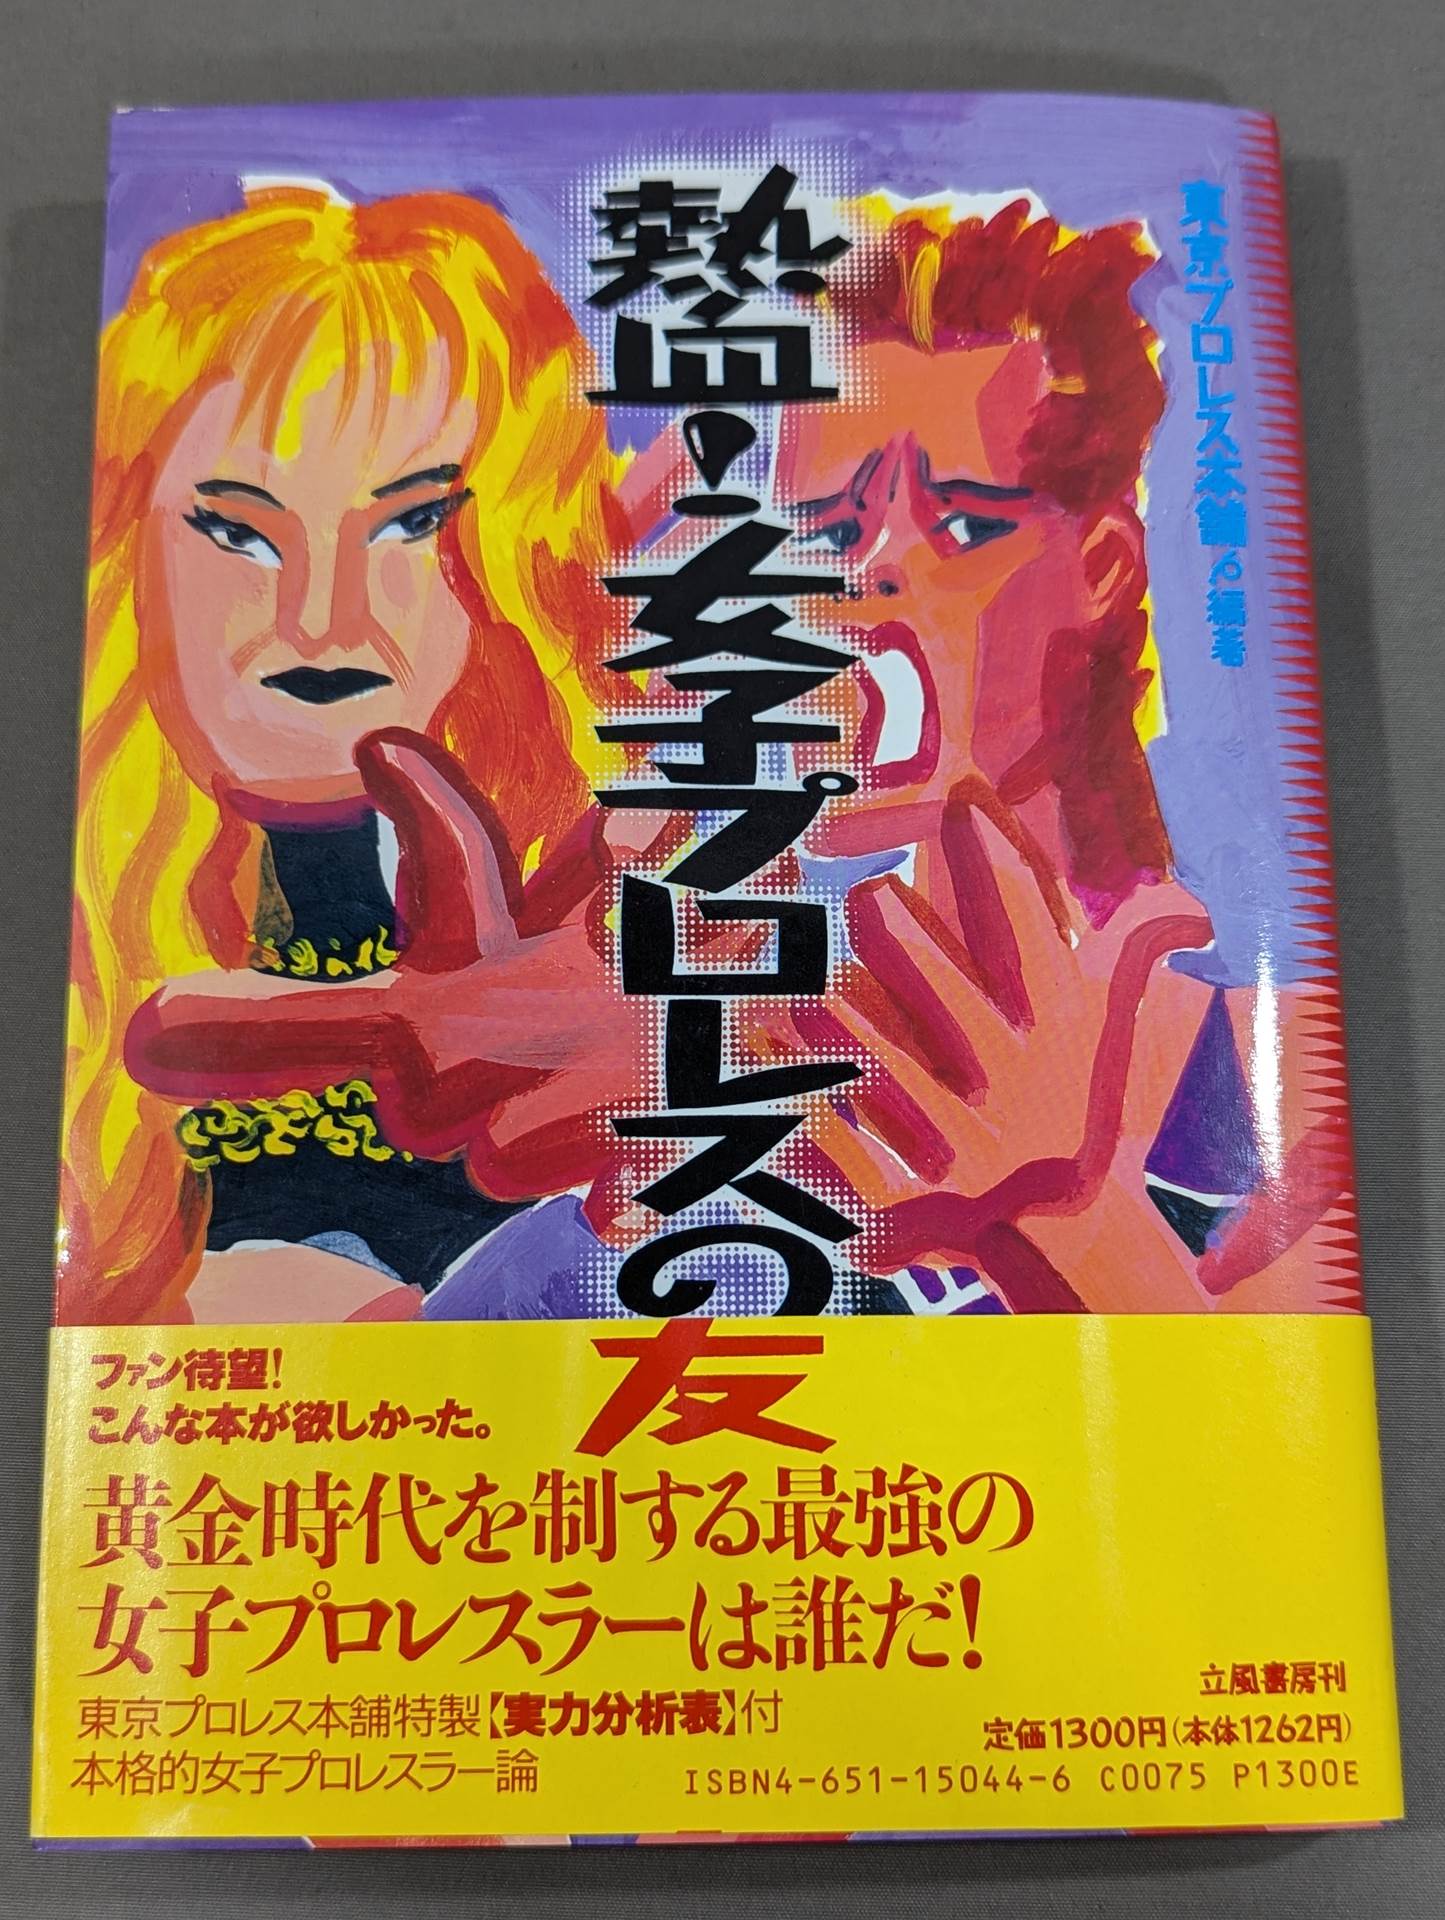 熱血!女子プロレスの友
東京プロレス本舗 編著
ファン待望!
こんな本が欲しかった。
黄金時代を制する最強の
女子プロレスラーは誰だ!
東京プロレス本舗特製【実力分析表】付
本格的女子プロレスラー論
立風書房刊
定価1300円(本体1262円)
ISBN4-651-15044-6 C0075 P1300E